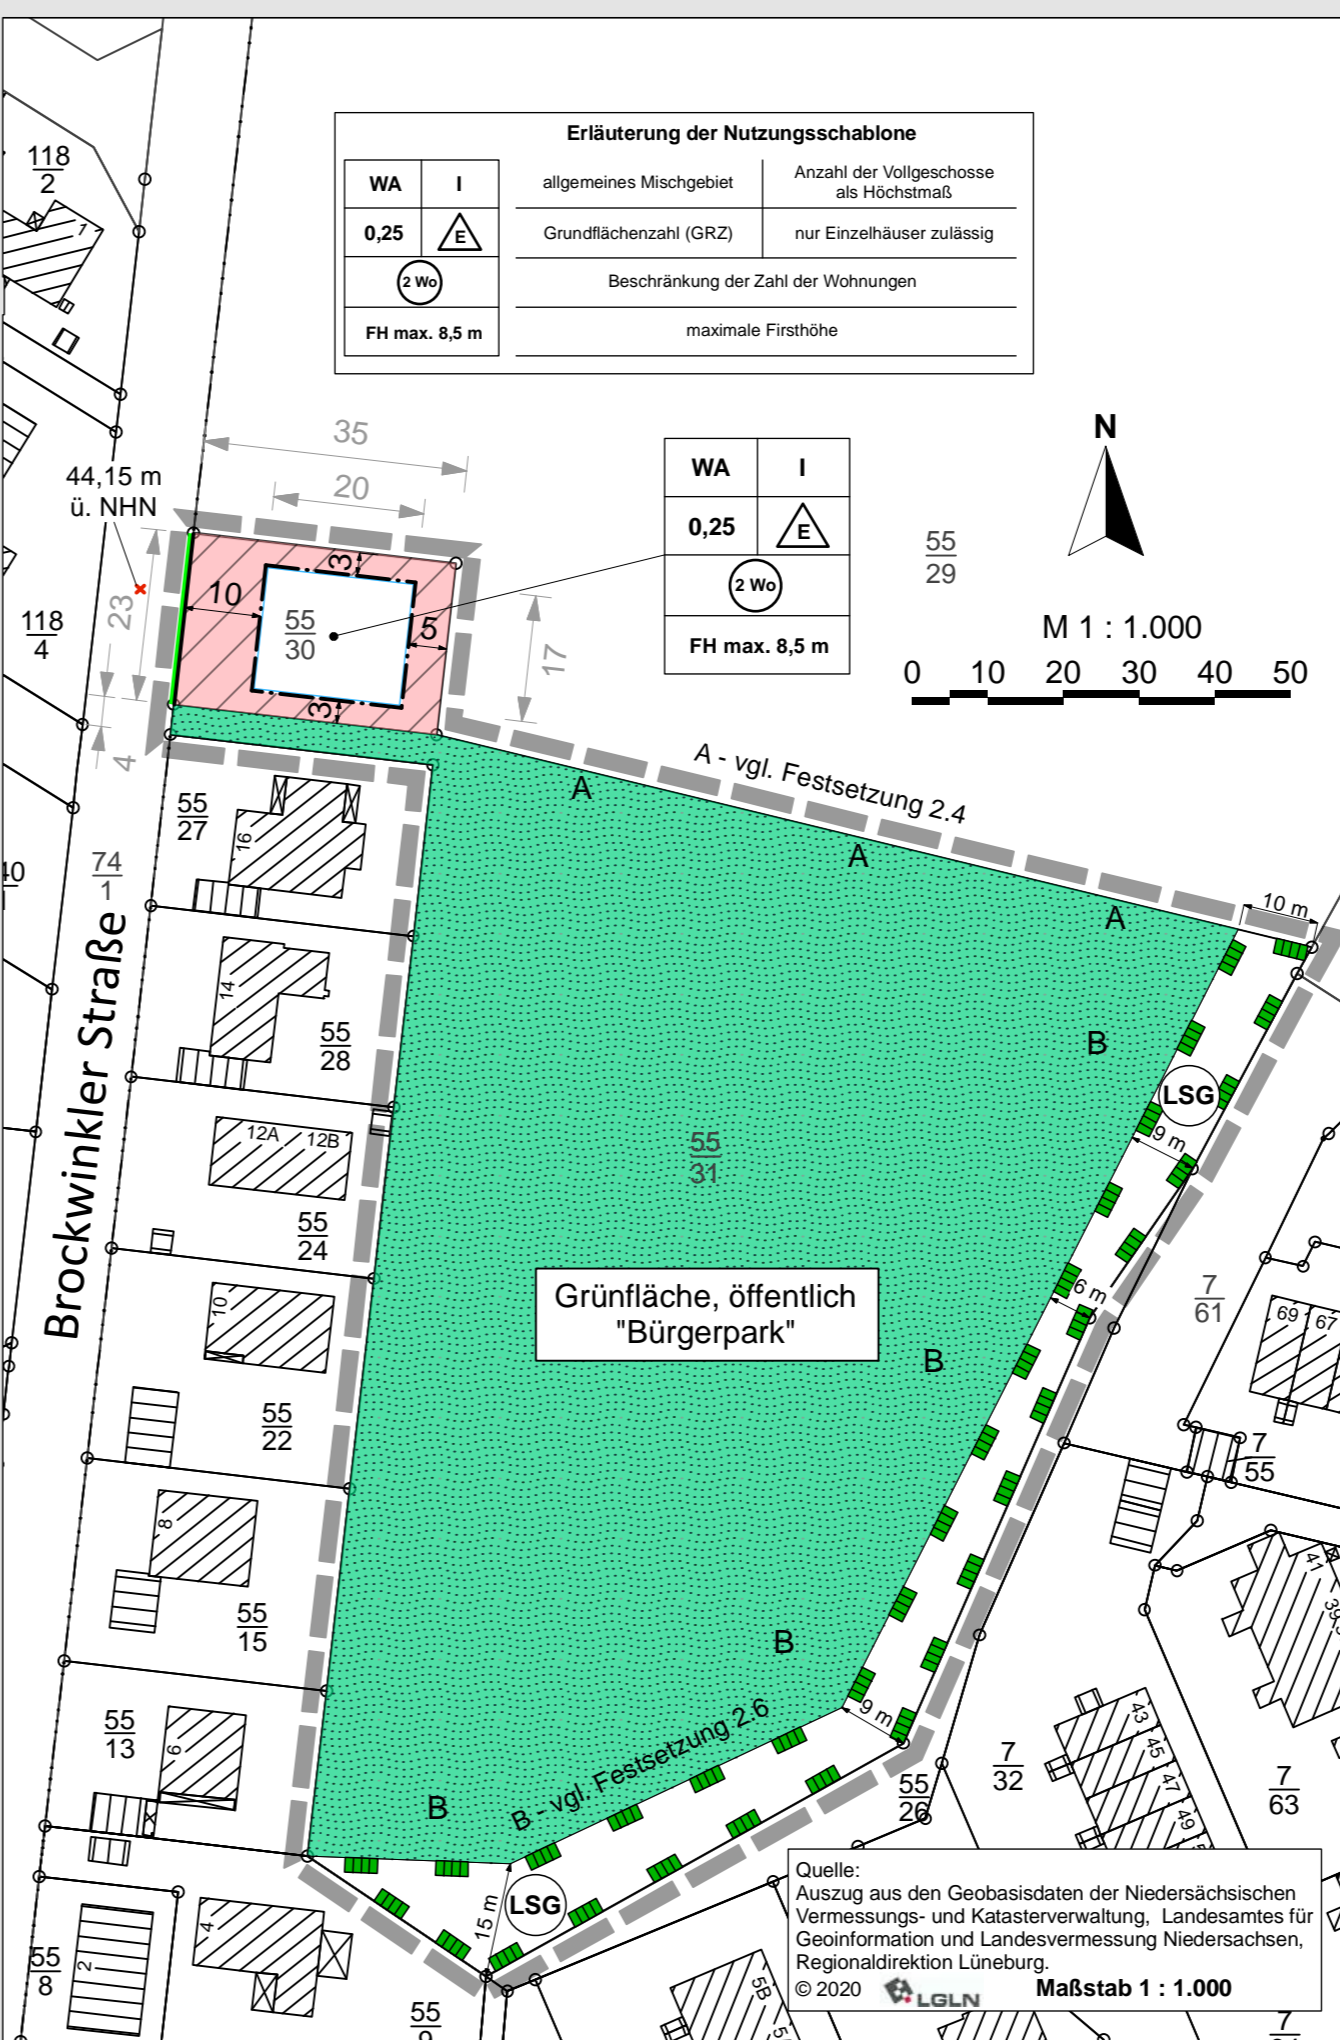 Erläuterung der Nutzungsschablone
WA I allgemeines Mischgebiet Anzahl der Vollgeschosse
als Höchstmaß
0,25 E Grundflächenzahl (GRZ) nur Einzelhäuser zulässig
2 Wo Beschränkung der Zahl der Wohnungen
FH max. 8,5 m maximale Firsthöhe
118
2
1
35
20
44,15 m
ü. NHN
WA I
0,25 E
2 Wo
FH max. 8,5 m
N
55
29
M 1 : 1.000
0 10 20 30 40 50
3
10
23
55
30
5
17
3
4
118
4
A - vgl. Festsetzung 2.4
A
A
A
10 m
55
27
16
74
1
Brockwinkler Straße
14
55
28
B
LSG
9 m
12A 12B
55
31
55
24
6 m
7
61
69 67
10
Grünfläche, öffentlich
"Bürgerpark"
B
55
22
7
55
8
55
15
41
39
B
9 m
55
13
6
B - vgl. Festsetzung 2.6
B
43
45
47
49
7
32
7
63
55
26
LSG
15 m
4
2
55
8
55
9
5B
Quelle:
Auszug aus den Geobasisdaten der Niedersächsischen
Vermessungs- und Katasterverwaltung, Landesamtes für
Geoinformation und Landesvermessung Niedersachsen,
Regionaldirektion Lüneburg.
© 2020 LGLN Maßstab 1 : 1.000
7